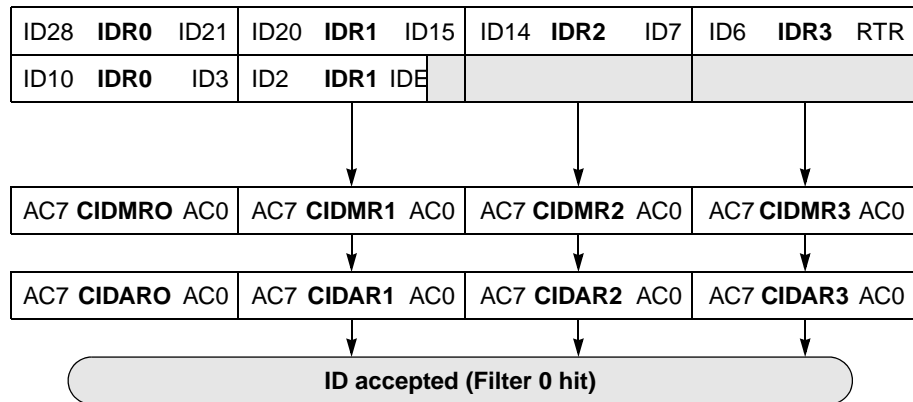 ID28 IDR0 ID21 ID20 IDR1 ID15 ID14 IDR2 ID7 ID6 IDR3 RTR
ID10 IDR0 ID3 ID2 IDR1 IDE
AC7 CIDMRO AC0 AC7 CIDMR1 AC0 AC7 CIDMR2 AC0 AC7 CIDMR3 AC0
AC7 CIDARO AC0 AC7 CIDAR1 AC0 AC7 CIDAR2 AC0 AC7 CIDAR3 AC0
ID accepted (Filter 0 hit)